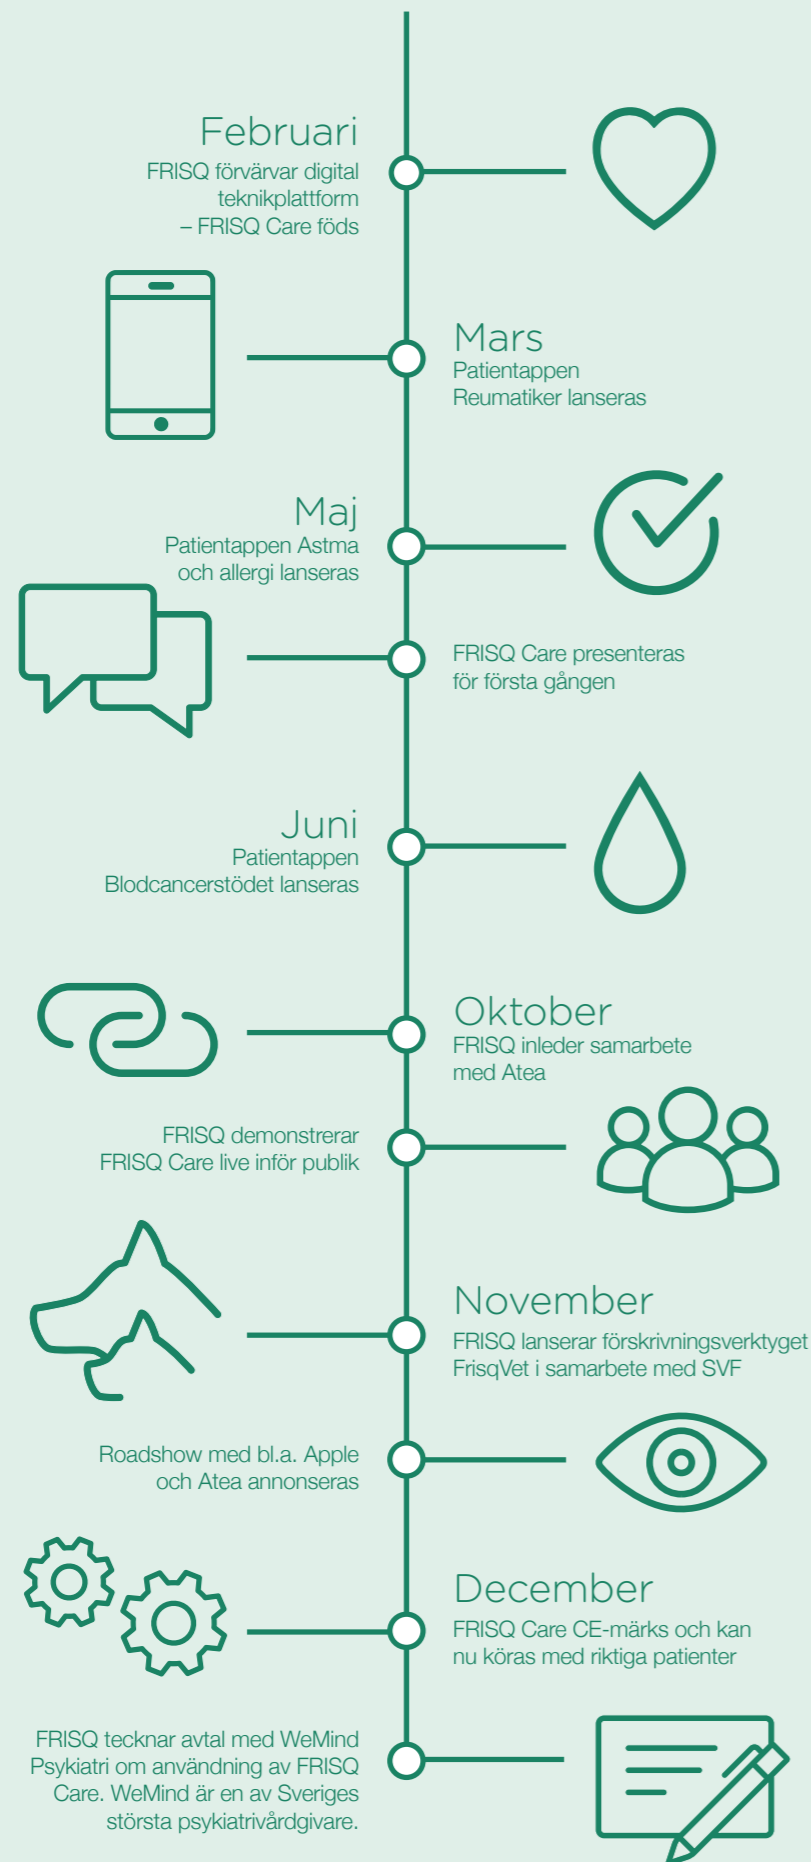 Februari
FRISQ förvärvar digital
teknikplattform
– FRISQ Care föds
Mars
Patientappen
Reumatiker lanseras
Maj
Patientappen Astma
och allergi lanseras
FRISQ Care presenteras
för första gången
Juni
Patientappen
Blodcancerstödet lanseras
Oktober
FRISQ inleder samarbete
med Atea
FRISQ demonstrerar
FRISQ Care live inför publik
November
FRISQ lanserar förskrivningsverktyget
FrisqVet i samarbete med SVF
Roadshow med bl.a. Apple
och Atea annonseras
December
FRISQ Care CE-märks och kan
nu köras med riktiga patienter
FRISQ tecknar avtal med WeMind
Psykiatri om användning av FRISQ
Care. WeMind är en av Sveriges
största psykiatrivårdgivare.